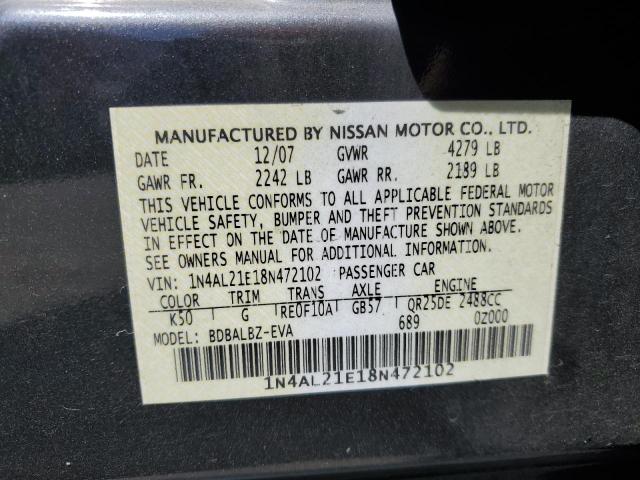 MANUFACTURED BY NISSAN MOTOR CO., LTD.
DATE 12/07 GVWR 4279 LB
GAWR FR. 2242 LB GAWR RR. 2189 LB
THIS VEHICLE CONFORMS TO ALL APPLICABLE FEDERAL MOTOR
VEHICLE SAFETY, BUMPER AND THEFT PREVENTION STANDARDS
IN EFFECT ON THE DATE OF MANUFACTURE SHOWN ABOVE.
SEE OWNERS MANUAL FOR ADDITIONAL INFORMATION.
VIN: 1N4AL21E18N472102 PASSENGER CAR
COLOR TRIM TRANS AXLE ENGINE
K50 G RE0F10A GB57 QR25DE 2488CC
MODEL: BDBALBZ-EVA 689 0Z000
1N4AL21E18N472102